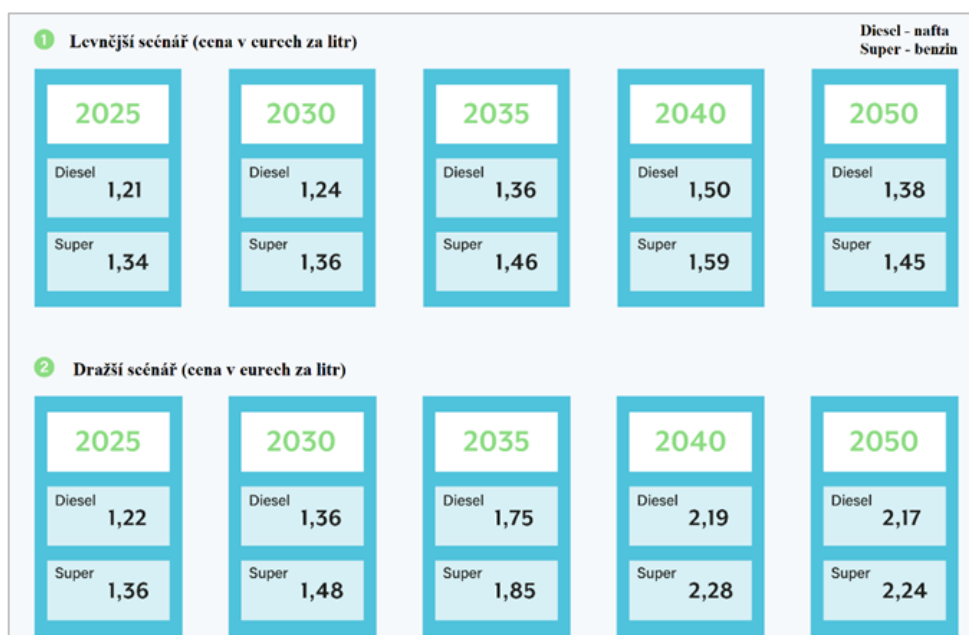 1 Levnější scénář (cena v eurech za litr)
Diesel - nafta
Super - benzin
2025 2030 2035 2040 2050
Diesel 1,21 Diesel 1,24 Diesel 1,36 Diesel 1,50 Diesel 1,38
Super 1,34 Super 1,36 Super 1,46 Super 1,59 Super 1,45
2 Dražší scénář (cena v eurech za litr)
2025 2030 2035 2040 2050
Diesel 1,22 Diesel 1,36 Diesel 1,75 Diesel 2,19 Diesel 2,17
Super 1,36 Super 1,48 Super 1,85 Super 2,28 Super 2,24